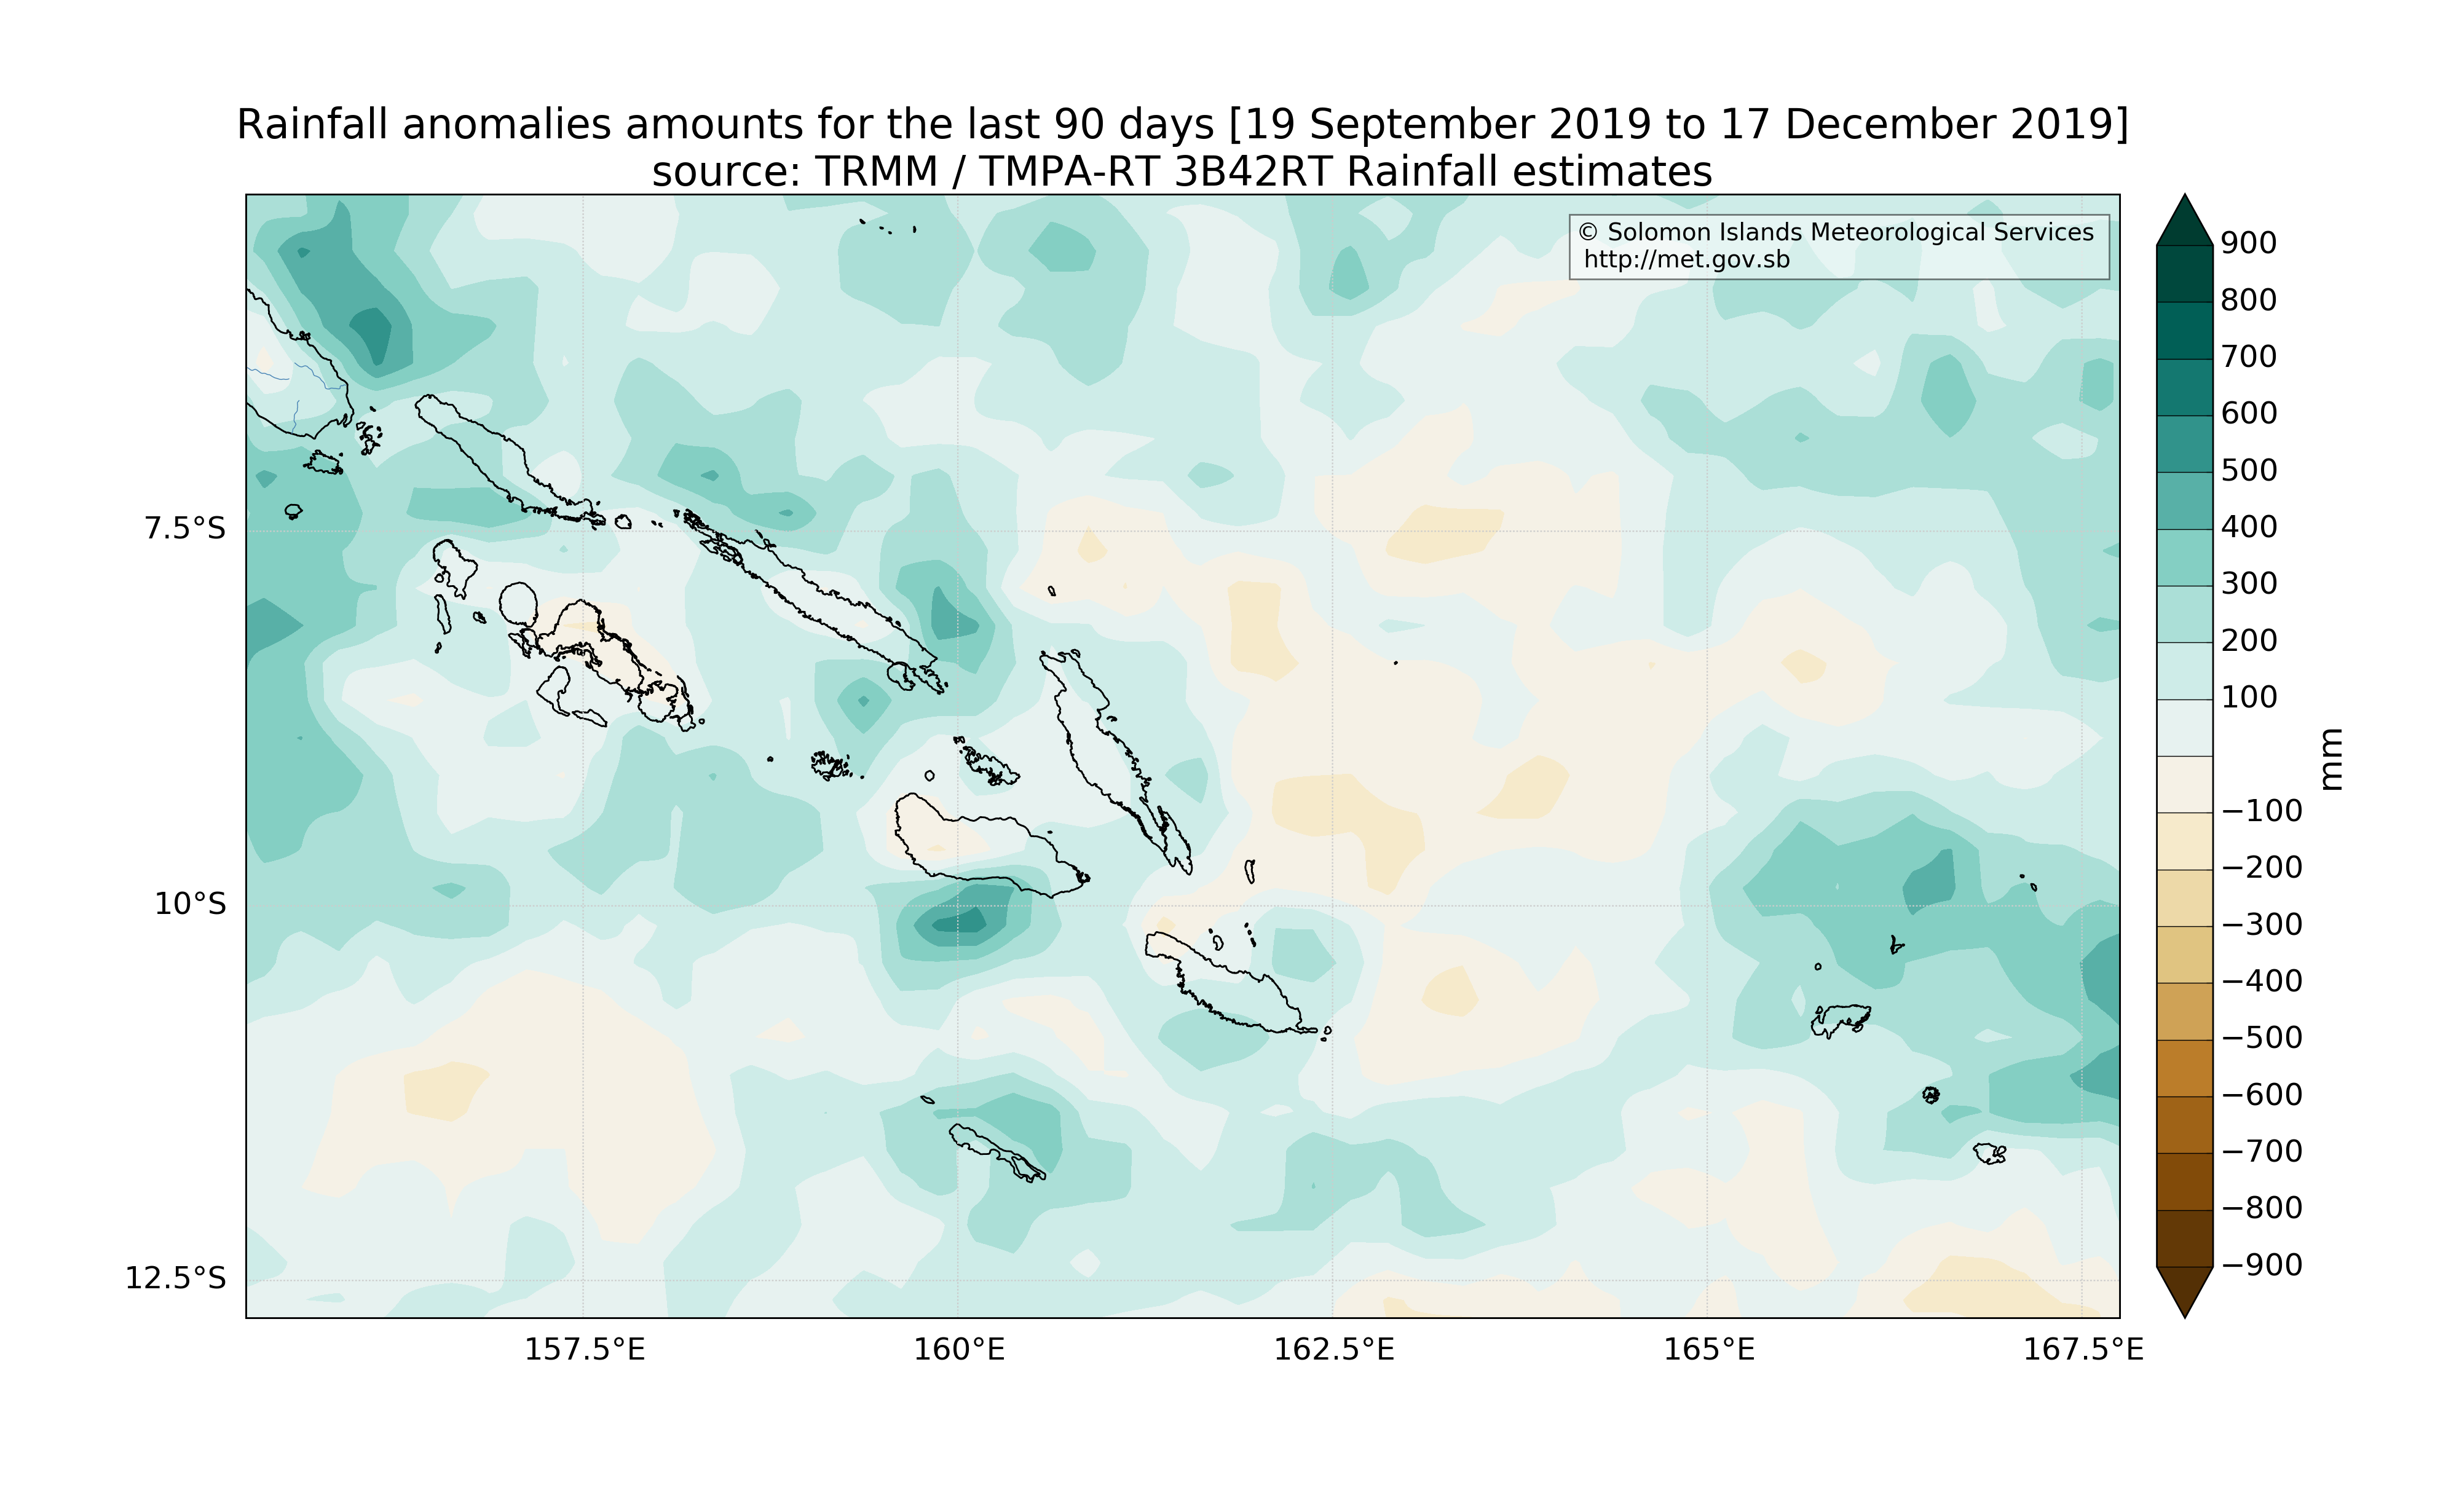 Rainfall anomalies amounts for the last 90 days [19 September 2019 to 17 December 2019]
source: TRMM / TMPA-RT 3B42RT Rainfall estimates
© Solomon Islands Meteorological Services
http://met.gov.sb
7.5°S
10°S
12.5°S
157.5°E
160°E
162.5°E
165°E
167.5°E
900
800
700
600
500
400
300
200
100
−100
−200
−300
−400
−500
−600
−700
−800
−900
mm